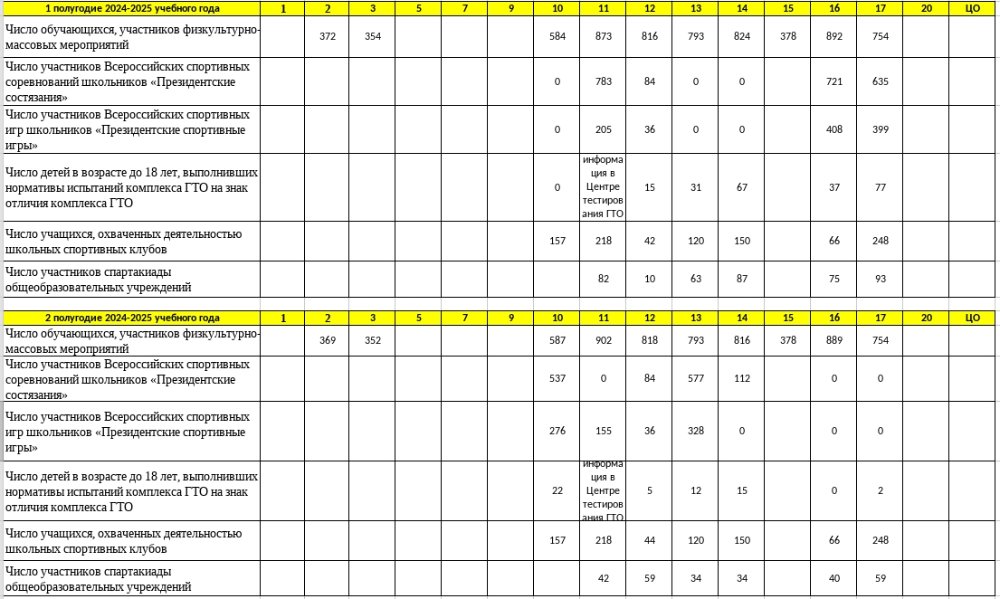 1 полугодие 2024-2025 учебного года 1 2 3 5 7 9 10 11 12 13 14 15 16 17 20 ЦО
Число обучающихся, участников физкультурно-
массовых мероприятий
372 354 584 873 816 793 824 378 892 754
Число участников Всероссийских спортивных
соревнований школьников «Президентские
состязания»
0 783 84 0 0 721 635
Число участников Всероссийских спортивных
игр школьников «Президентские спортивные
игры»
0 205 36 0 0 408 399
Число детей в возрасте до 18 лет, выполнивших
нормативы испытаний комплекса ГТО на знак
отличия комплекса ГТО
0
информа
ция в
Центре
тестиров
ания ГТО
15 31 67 37 77
Число учащихся, охваченных деятельностью
школьных спортивных клубов
157 218 42 120 150 66 248
Число участников спартакиады
общеобразовательных учреждений
82 10 63 87 75 93
2 полугодие 2024-2025 учебного года 1 2 3 5 7 9 10 11 12 13 14 15 16 17 20 ЦО
Число обучающихся, участников физкультурно-
массовых мероприятий
369 352 587 902 818 793 816 378 889 754
Число участников Всероссийских спортивных
соревнований школьников «Президентские
состязания»
537 0 84 577 112 0 0
Число участников Всероссийских спортивных
игр школьников «Президентские спортивные
игры»
276 155 36 328 0 0 0
Число детей в возрасте до 18 лет, выполнивших
нормативы испытаний комплекса ГТО на знак
отличия комплекса ГТО
22
информа
ция в
Центре
тестиров
ания ГТО
5 12 15 0 2
Число учащихся, охваченных деятельностью
школьных спортивных клубов
157 218 44 120 150 66 248
Число участников спартакиады
общеобразовательных учреждений
42 59 34 34 40 59